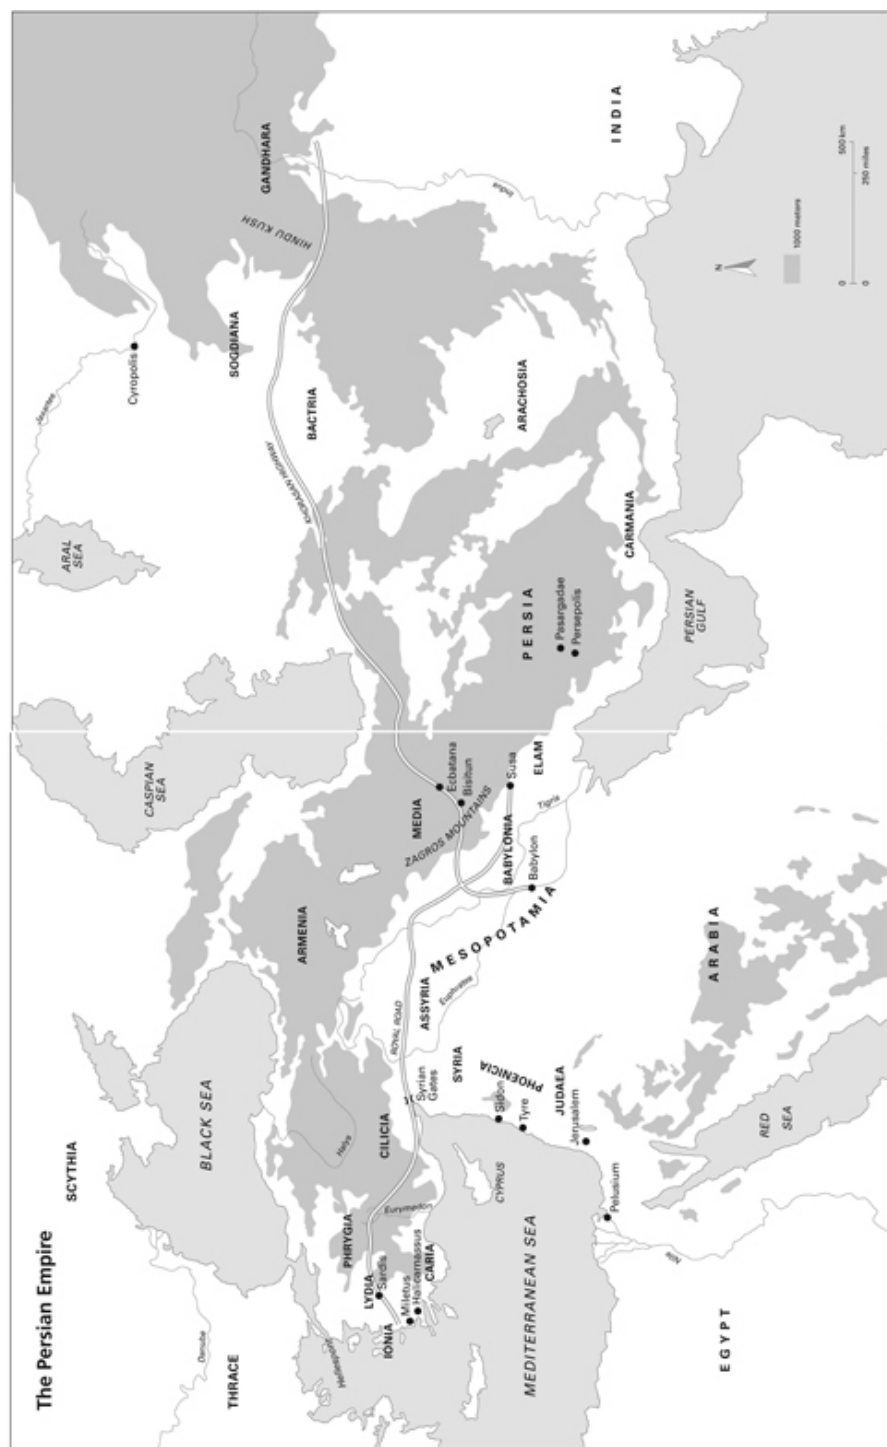 The Persian Empire
SCYTHIA
THRACE
Danube
BLACK SEA
Hellespont
CASPIAN
SEA
ARAL
SEA
Jaxartes
Cyropolis
SOGDIANA
GANDHARA
HINDU KUSH
BACTRIA
KHORASAN HIGHWAY
ARMENIA
Halys
PHRYGIA
LYDIA
Sardis
IONIA
Miletus
Halicarnassus
CARIA
Eurymedon
CILICIA
Syrian
Gates
ROYAL ROAD
ASSYRIA
Euphrates
MESOPOTAMIA
MEDIA
ZAGROS MOUNTAINS
Ecbatana
Bisitun
Susa
ELAM
Tigris
BABYLONIA
Babylon
PERSIA
Pasargadae
Persepolis
CARMANIA
ARACHOSIA
Indus
INDIA
PERSIAN
GULF
MEDITERRANEAN SEA
CYPRUS
SYRIA
PHOENICIA
Sidon
Tyre
JUDAEA
Jerusalem
Pelusium
Nile
EGYPT
RED
SEA
ARABIA
N
1000 meters
0 500 km
0 250 miles